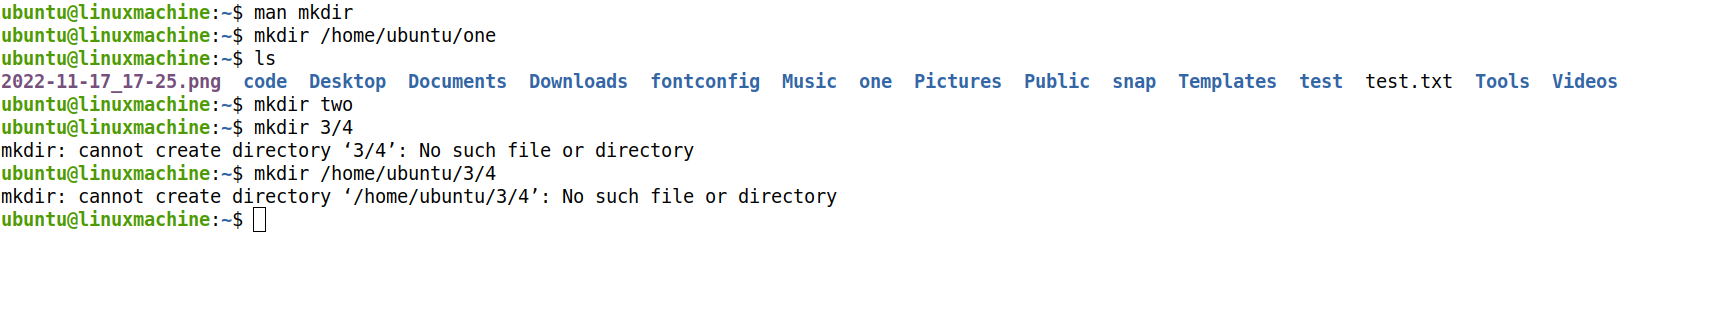 ubuntu@linuxmachine:~$ man mkdir
ubuntu@linuxmachine:~$ mkdir /home/ubuntu/one
ubuntu@linuxmachine:~$ ls
2022-11-17_17-25.png  code  Desktop  Documents  Downloads  fontconfig  Music  one  Pictures  Public  snap  Templates  test  test.txt  Tools  Videos
ubuntu@linuxmachine:~$ mkdir two
ubuntu@linuxmachine:~$ mkdir 3/4
mkdir: cannot create directory ‘3/4’: No such file or directory
ubuntu@linuxmachine:~$ mkdir /home/ubuntu/3/4
mkdir: cannot create directory ‘/home/ubuntu/3/4’: No such file or directory
ubuntu@linuxmachine:~$